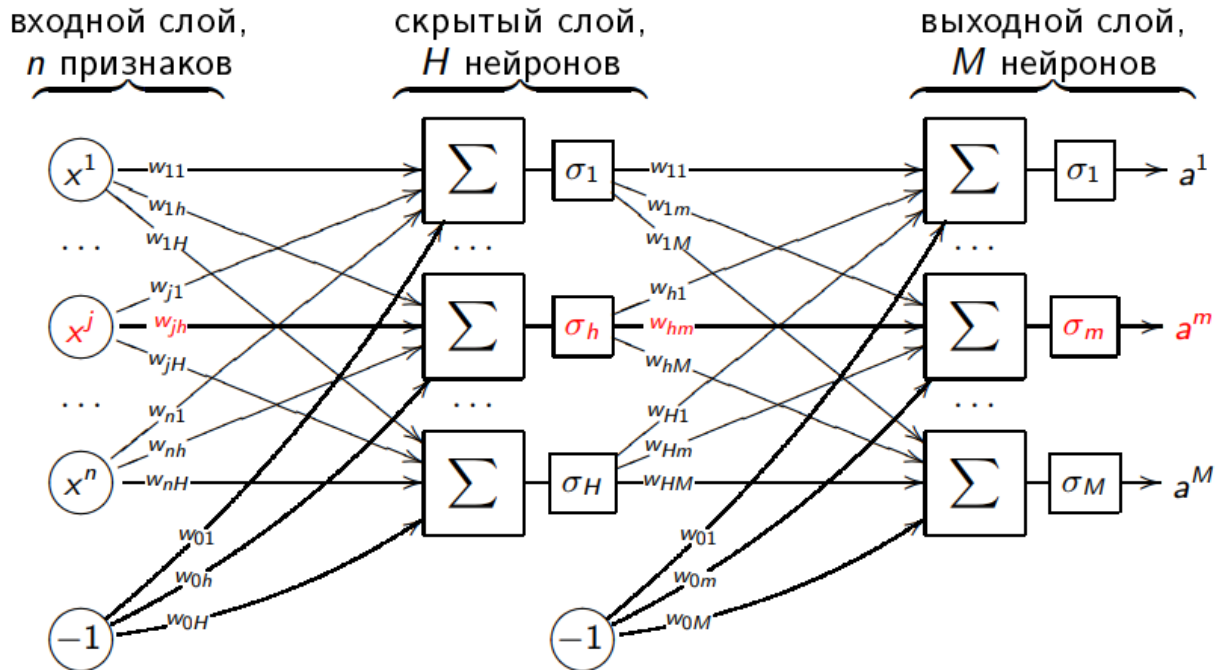 входной слой, скрытый слой, выходной слой,
n признаков H нейронов M нейронов
x¹ w₁₁ Σ σ₁ w₁₁ Σ σ₁ a¹
w₁ₕ w₁ₘ
w₁H w₁M
... ... ...
wⱼ₁ wₕ₁
xʲ wⱼₕ Σ σₕ wₕₘ Σ σₘ aᵐ
wⱼH wₕM
... ... ...
wₙ₁ wH₁
wₙₕ wHₘ
xⁿ wₙH Σ σH wHM Σ σM aᴹ
w₀₁ w₀₁
w₀ₕ w₀ₘ
w₀H w₀M
−1 −1